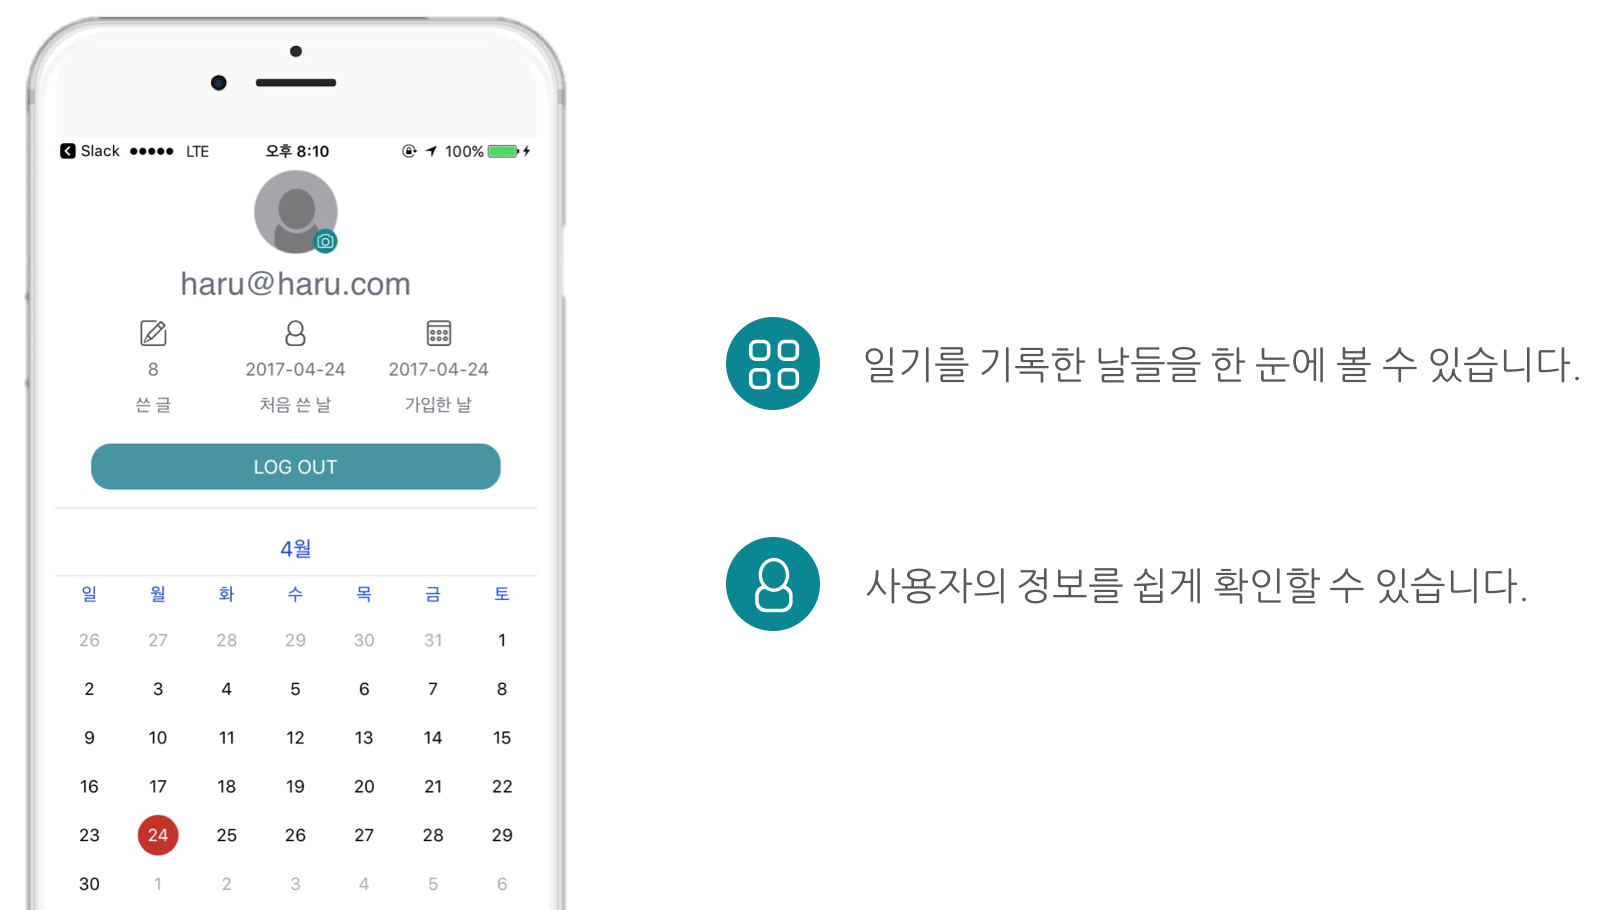 Slack LTE 오후 8:10 100%
haru@haru.com
8 2017-04-24 2017-04-24
쓴 글 처음 쓴 날 가입한 날
LOG OUT
4월
일 월 화 수 목 금 토
26 27 28 29 30 31 1
2 3 4 5 6 7 8
9 10 11 12 13 14 15
16 17 18 19 20 21 22
23 24 25 26 27 28 29
30 1 2 3 4 5 6
일기를 기록한 날들을 한 눈에 볼 수 있습니다.
사용자의 정보를 쉽게 확인할 수 있습니다.